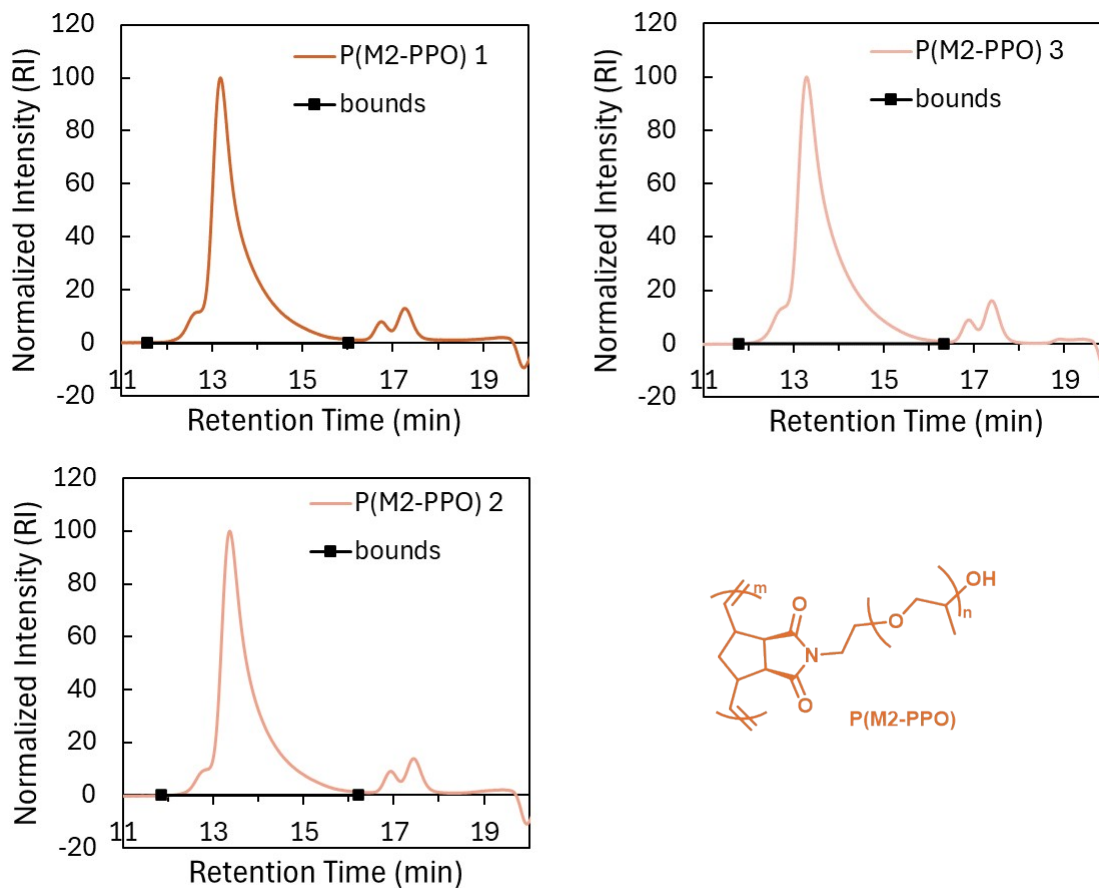 Normalized Intensity (RI)
120
100
80
60
40
20
0
-20
P(M2-PPO) 1
bounds
11 13 15 17 19
Retention Time (min)
Normalized Intensity (RI)
120
100
80
60
40
20
0
-20
P(M2-PPO) 3
bounds
11 13 15 17 19
Retention Time (min)
Normalized Intensity (RI)
120
100
80
60
40
20
0
-20
P(M2-PPO) 2
bounds
11 13 15 17 19
Retention Time (min)
m
O
N
O
O
n
OH
P(M2-PPO)